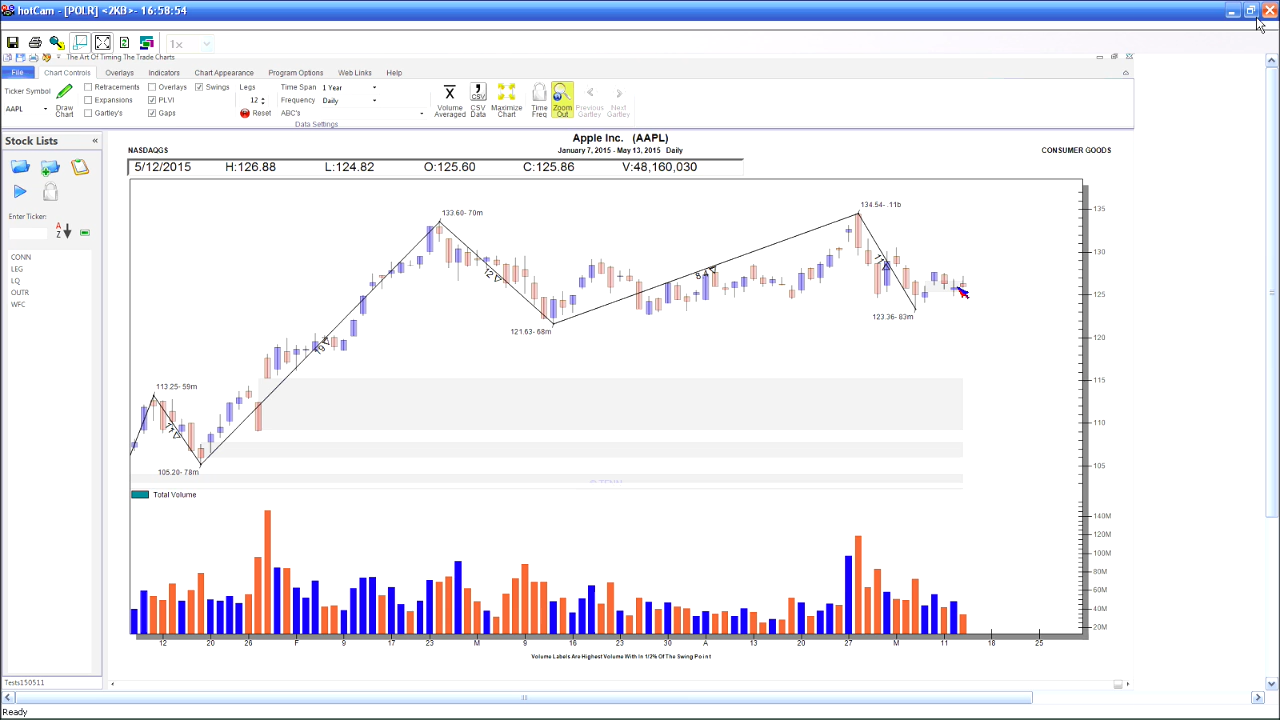 hotCam - [POLR] <2KB>- 16:58:54
1×
The Art Of Timing The Trade Charts
File Chart Controls Overlays Indicators Chart Appearance Program Options Web Links Help
Ticker Symbol
AAPL
Draw Chart
Retracements
Expansions
Gartley's
Overlays
PLVI
Gaps
Swings
Legs
12
Reset
Time Span 1 Year
Frequency Daily
ABC's
Data Settings
Volume Averaged
CSV
CSV Data
Maximize Chart
Time Freq
Zoom Out
Previous Gartley
Next Gartley
Stock Lists
Enter Ticker:
A
Z
CONN
LEG
LQ
OUTR
WFC
Tests150511
Apple Inc. (AAPL)
NASDAQGS
January 7, 2015 - May 13, 2015 Daily
CONSUMER GOODS
5/12/2015 H:126.88 L:124.82 O:125.60 C:125.86 V:48,160,030
133.60- 70m
134.54- .11b
121.63- 68m
123.36- 83m
113.25- 59m
105.20- 78m
135
130
125
120
115
110
105
Total Volume
140M
120M
100M
80M
60M
40M
20M
12 20 26 F 9 17 23 M 9 16 23 30 A 13 20 27 M 11 18 25
Volume Labels Are Highest Volume With In 1/2% Of The Swing Point
Ready